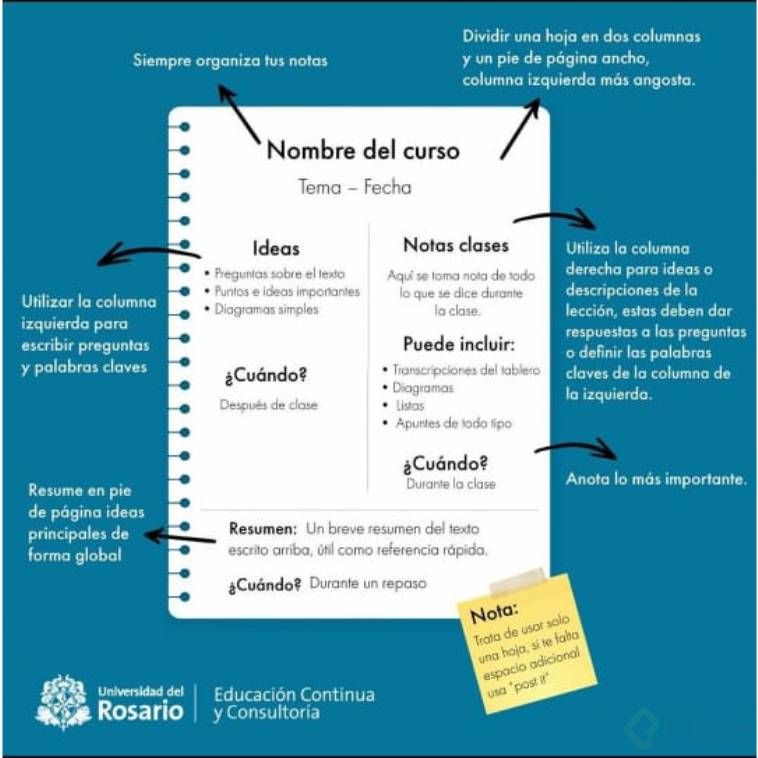 Siempre organiza tus notas
Dividir una hoja en dos columnas
y un pie de página ancho,
columna izquierda más angosta.
Nombre del curso
Tema – Fecha
Ideas
• Preguntas sobre el texto
• Puntos e ideas importantes
• Diagramas simples
¿Cuándo?
Después de clase
Notas clases
Aquí se toma nota de todo
lo que se dice durante
la clase.
Puede incluir:
• Transcripciones del tablero
• Diagramas
• Listas
• Apuntes de todo tipo
¿Cuándo?
Durante la clase
Utilizar la columna
izquierda para
escribir preguntas
y palabras claves
Utiliza la columna
derecha para ideas o
descripciones de la
lección, estas deben dar
respuestas a las preguntas
o definir las palabras
claves de la columna de
la izquierda.
Anota lo más importante.
Resume en pie
de página ideas
principales de
forma global
Resumen: Un breve resumen del texto
escrito arriba, útil como referencia rápida.
¿Cuándo? Durante un repaso
Nota:
Trata de usar solo
una hoja, si te falta
espacio adicional
usa "post it"
Universidad del
Rosario
Educación Continua
y Consultoría